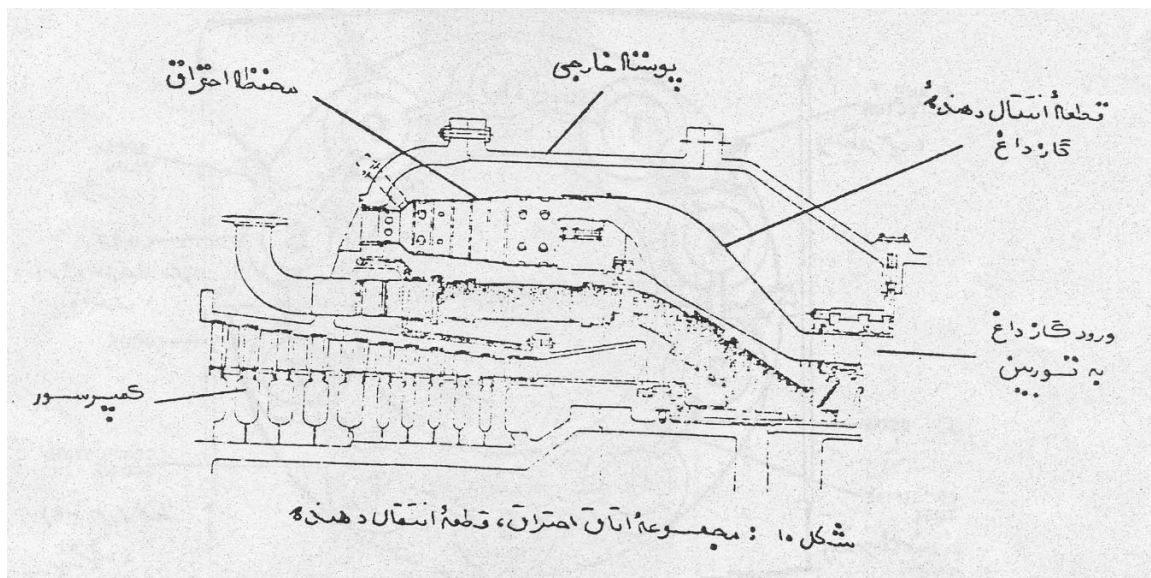 پوستهٔ خارجی
محفظهٔ احتراق
قطعهٔ انتقال دهندهٔ
گاز داغ
ورود گاز داغ
به توربین
کمپرسور
شکل ۱۰ : مجموعهٔ اتاق احتراق، قطعهٔ انتقال دهنده